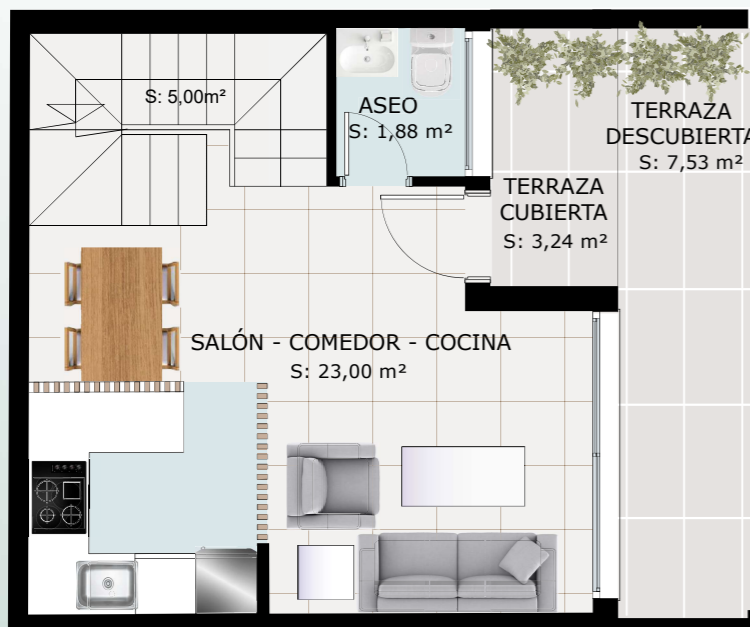 S: 5,00m²
ASEO
S: 1,88 m²
TERRAZA
DESCUBIERTA
S: 7,53 m²
TERRAZA
CUBIERTA
S: 3,24 m²
SALÓN - COMEDOR - COCINA
S: 23,00 m²